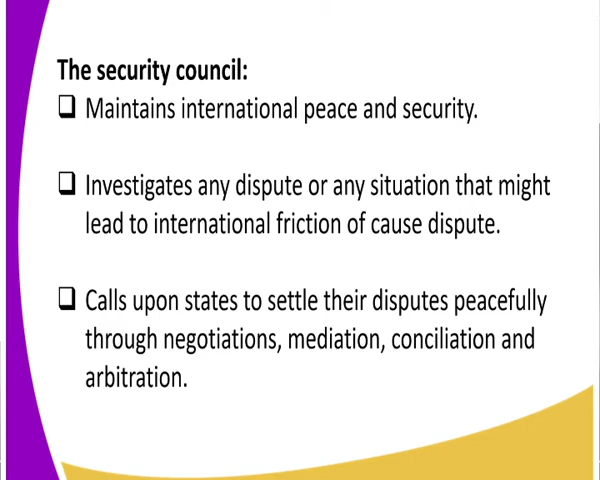 The security council:
❑ Maintains international peace and security.
❑ Investigates any dispute or any situation that might
lead to international friction of cause dispute.
❑ Calls upon states to settle their disputes peacefully
through negotiations, mediation, conciliation and
arbitration.